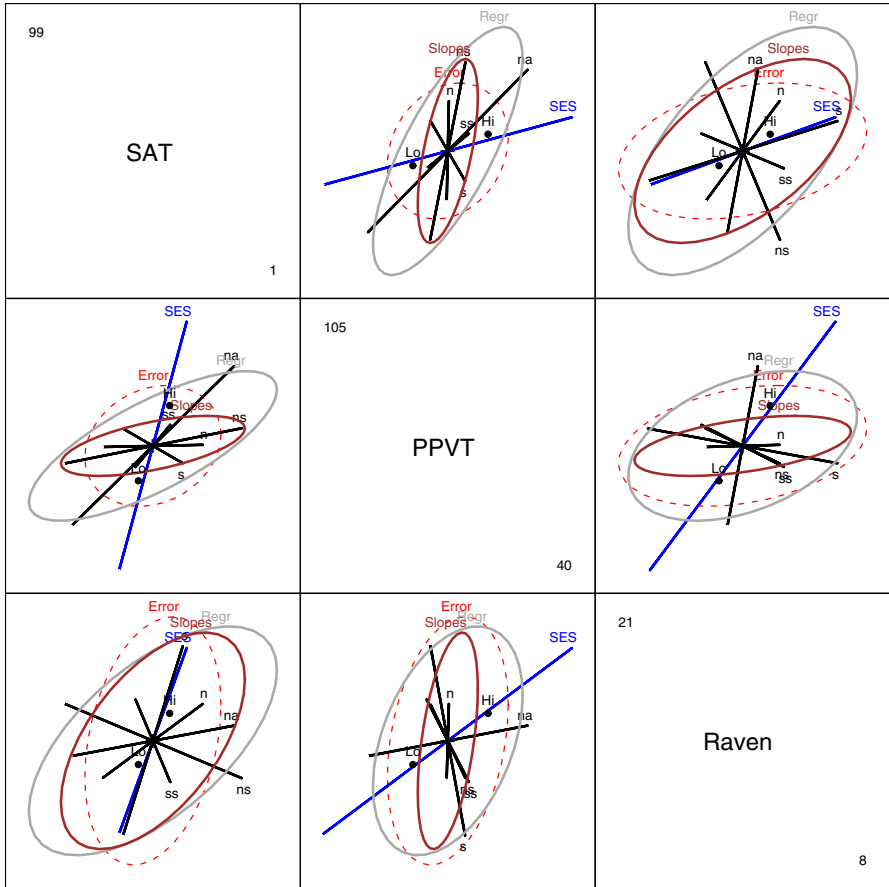 99
SAT
1
Regr
Slopes
ns
na
Error
n
SES
ss
Hi
Lo
s
Regr
Slopes
na
Error
n
SES
s
Hi
Lo
ss
ns
SES
na
Regr
Error
Hi
Slopes
ss
ns
n
Lo
s
105
PPVT
40
SES
na
Regr
Error
Hi
Slopes
n
Lo
ns
ss
s
Error
Slopes
Regr
SES
s
n
Hi
na
Lo
ss
ns
Error
Regr
Slopes
SES
n
Hi
na
Lo
ns
ss
s
21
Raven
8